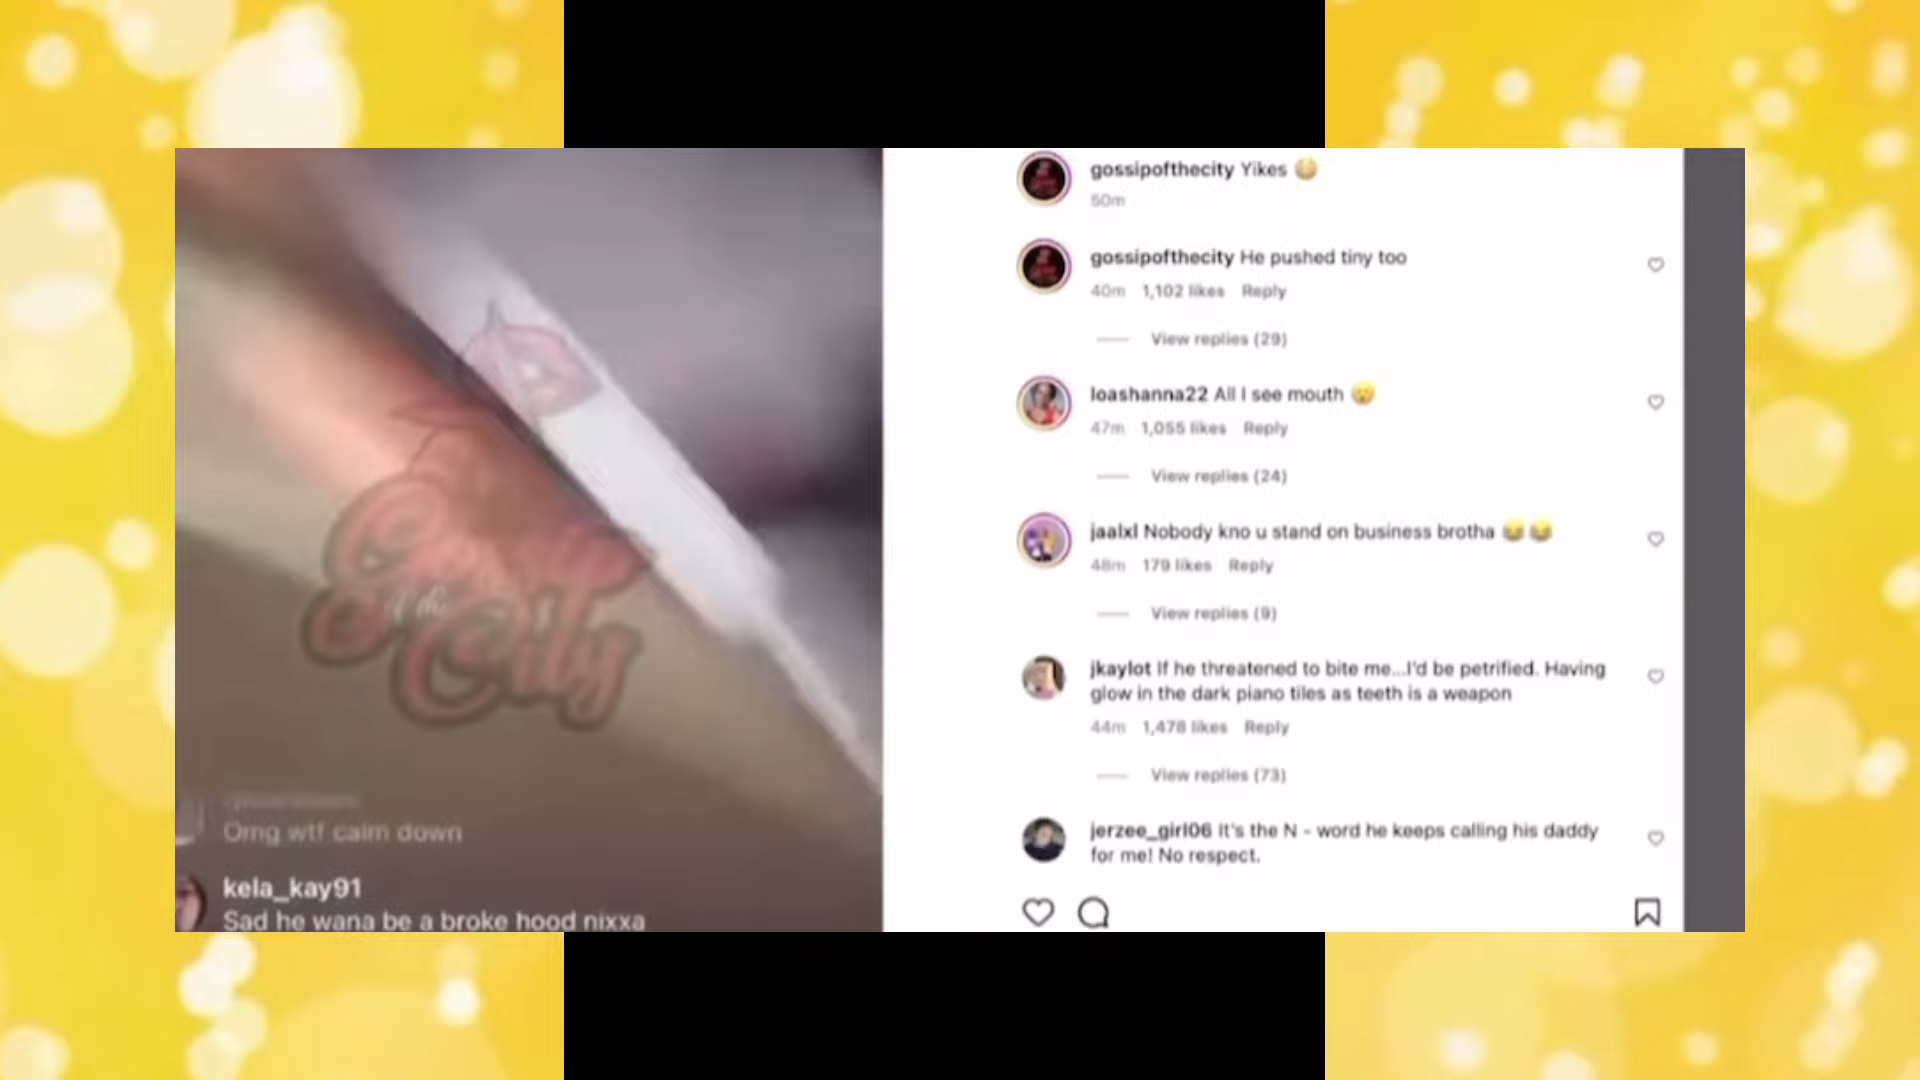 gossipofthecity Yikes 😳
50m
gossipofthecity He pushed tiny too
40m 1,102 likes Reply
View replies (29)
loashanna22 All I see mouth 😮
47m 1,055 likes Reply
View replies (24)
jaalxl Nobody kno u stand on business brotha 😂😂
48m 179 likes Reply
View replies (9)
jkaylot If he threatened to bite me...I'd be petrified. Having
glow in the dark piano tiles as teeth is a weapon
44m 1,478 likes Reply
View replies (73)
jerzee_girl06 It's the N - word he keeps calling his daddy
for me! No respect.
Gossip
of the
City
Omg wtf calm down
kela_kay91
Sad he wana be a broke hood nixxa